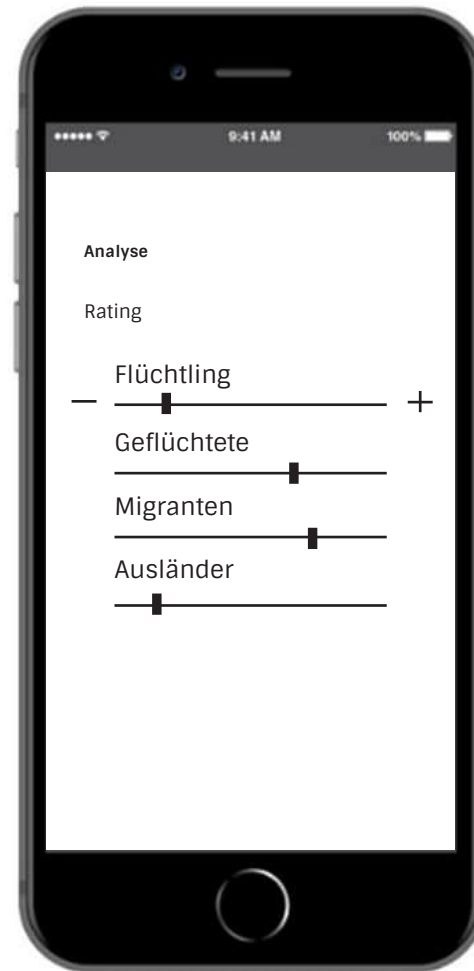 9:41 AM 100%
Analyse
Rating
Flüchtling
− +
Geflüchtete
Migranten
Ausländer